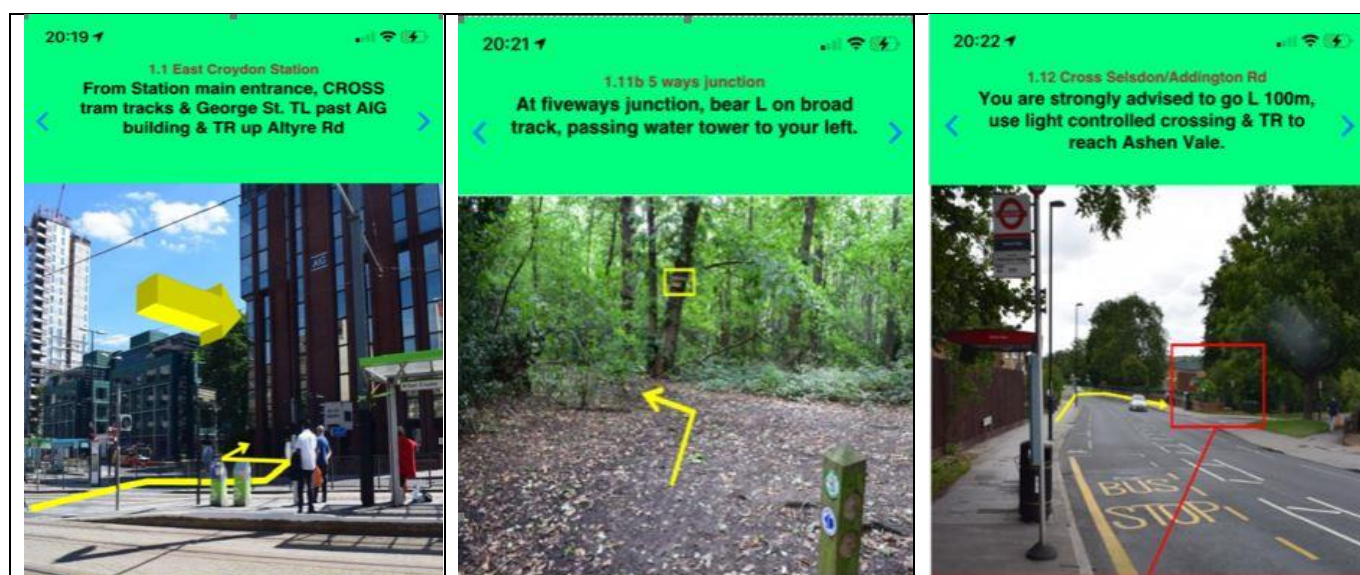 20:19
1.1 East Croydon Station
From Station main entrance, CROSS
tram tracks & George St. TL past AIG
building & TR up Altyre Rd
AIG
20:21
1.11b 5 ways junction
At fiveways junction, bear L on broad
track, passing water tower to your left.
20:22
1.12 Cross Selsdon/Addington Rd
You are strongly advised to go L 100m,
use light controlled crossing & TR to
reach Ashen Vale.
BUS
STOP